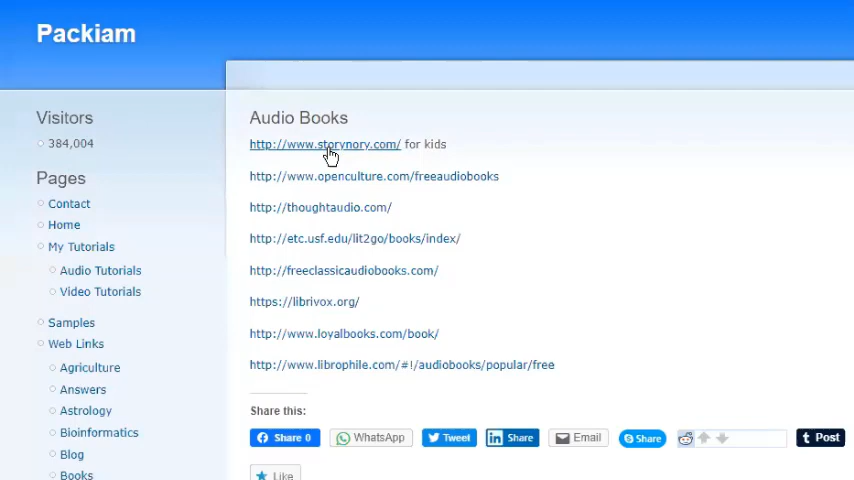 Packiam
Visitors
384,004
Pages
Contact
Home
My Tutorials
Audio Tutorials
Video Tutorials
Samples
Web Links
Agriculture
Answers
Astrology
Bioinformatics
Blog
Books
Audio Books
http://www.storynory.com/ for kids
http://www.openculture.com/freeaudiobooks
http://thoughtaudio.com/
http://etc.usf.edu/lit2go/books/index/
http://freeclassicaudiobooks.com/
https://librivox.org/
http://www.loyalbooks.com/book/
http://www.librophile.com/#!/audiobooks/popular/free
Share this:
Share 0 WhatsApp Tweet Share Email Share Post
Like